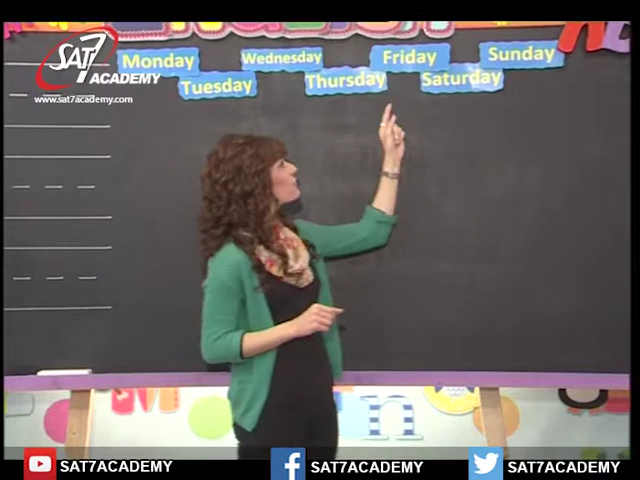 SAT7
ACADEMY
www.sat7academy.com
Monday
Tuesday
Wednesday
Thursday
Friday
Saturday
Sunday
n
SAT7ACADEMY
SAT7ACADEMY
SAT7ACADEMY